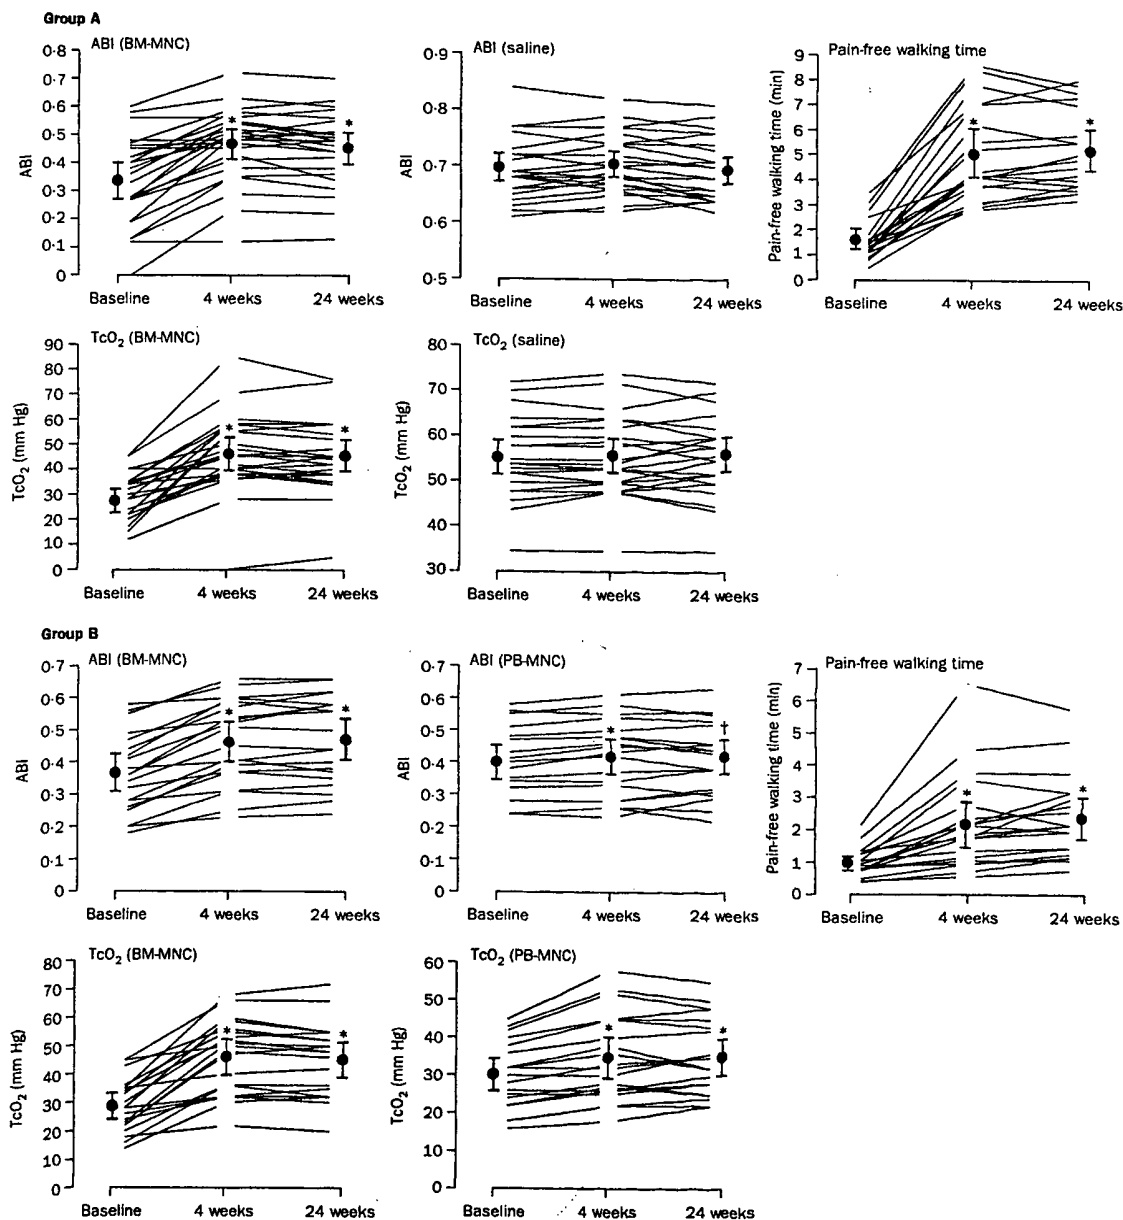 Group A
ABI (BM-MNC)
0·8
0·7
0·6
0·5
0·4
0·3
0·2
0·1
0
ABI
* *
Baseline 4 weeks 24 weeks
ABI (saline)
0·9
0·8
0·7
0·6
0·5
ABI
Baseline 4 weeks 24 weeks
Pain-free walking time
9
8
7
6
5
4
3
2
1
0
Pain-free walking time (min)
* *
Baseline 4 weeks 24 weeks
TcO₂ (BM-MNC)
90
80
70
60
50
40
30
20
10
0
TcO₂ (mm Hg)
* *
Baseline 4 weeks 24 weeks
TcO₂ (saline)
80
70
60
50
40
30
TcO₂ (mm Hg)
Baseline 4 weeks 24 weeks
Group B
ABI (BM-MNC)
0·7
0·6
0·5
0·4
0·3
0·2
0·1
0
ABI
* *
Baseline 4 weeks 24 weeks
ABI (PB-MNC)
0·7
0·6
0·5
0·4
0·3
0·2
0·1
0
ABI
* †
Baseline 4 weeks 24 weeks
Pain-free walking time
7
6
5
4
3
2
1
0
Pain-free walking time (min)
* *
Baseline 4 weeks 24 weeks
TcO₂ (BM-MNC)
80
70
60
50
40
30
20
10
0
TcO₂ (mm Hg)
* *
Baseline 4 weeks 24 weeks
TcO₂ (PB-MNC)
60
50
40
30
20
10
0
TcO₂ (mm Hg)
* *
Baseline 4 weeks 24 weeks